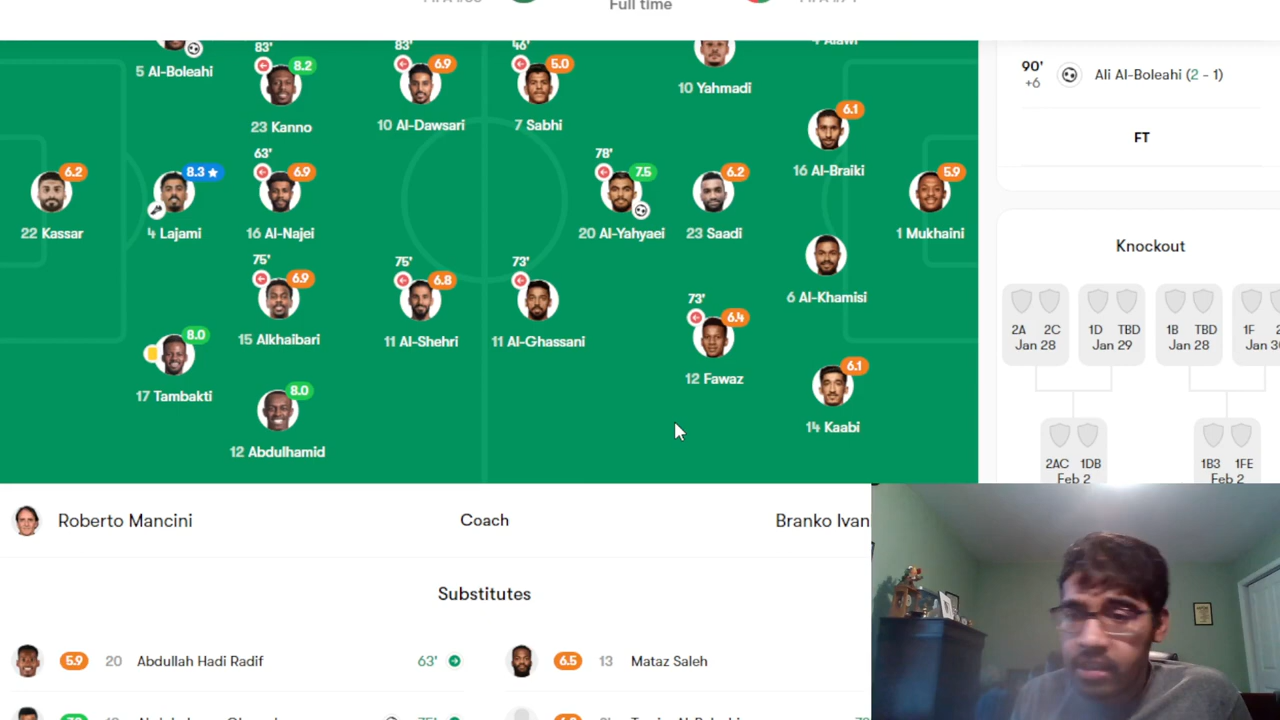 Full time
5 Al-Boleahi
83'
8.2
23 Kanno
83'
6.9
10 Al-Dawsari
46'
5.0
7 Sabhi
10 Yahmadi
6.1
16 Al-Braiki
6.2
22 Kassar
8.3
4 Lajami
63'
6.9
16 Al-Najei
78'
7.5
20 Al-Yahyaei
6.2
23 Saadi
5.9
1 Mukhaini
75'
6.9
15 Alkhaibari
75'
6.8
11 Al-Shehri
73'
11 Al-Ghassani
6 Al-Khamisi
73'
6.4
12 Fawaz
8.0
17 Tambakti
8.0
12 Abdulhamid
6.1
14 Kaabi
90'
+6
Ali Al-Boleahi (2 - 1)
FT
Knockout
2A 2C
Jan 28
1D TBD
Jan 29
1B TBD
Jan 28
1F
2AC 1DB
Feb 2
1B3 1FE
Feb 2
Roberto Mancini
Coach
Branko Ivan
Substitutes
5.9 20 Abdullah Hadi Radif 63'
6.5 13 Mataz Saleh